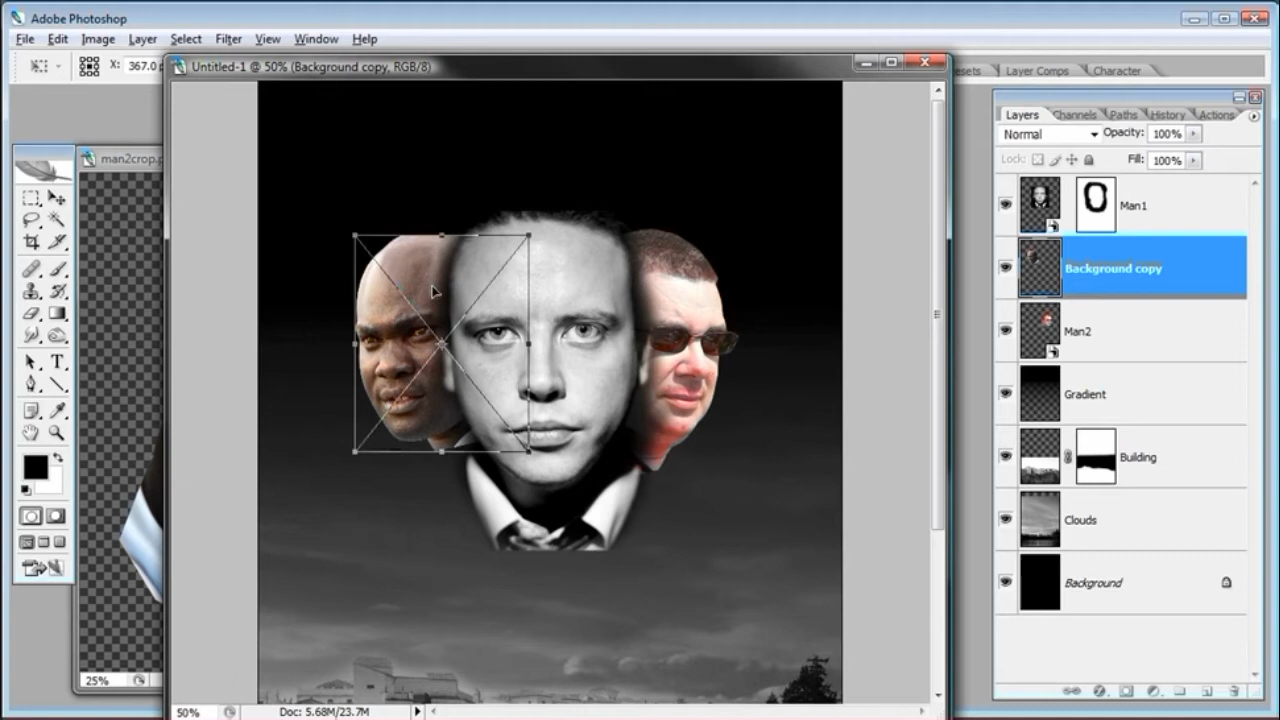 Adobe Photoshop
File Edit Image Layer Select Filter View Window Help
X: 367.0
Untitled-1 @ 50% (Background copy, RGB/8)
Layer Comps Character
man2crop.p
Layers Channels Paths History Actions
Normal Opacity: 100%
Lock: Fill: 100%
Man1
Background copy
Man2
Gradient
Building
Clouds
Background
25%
50% Doc: 5.68M/23.7M